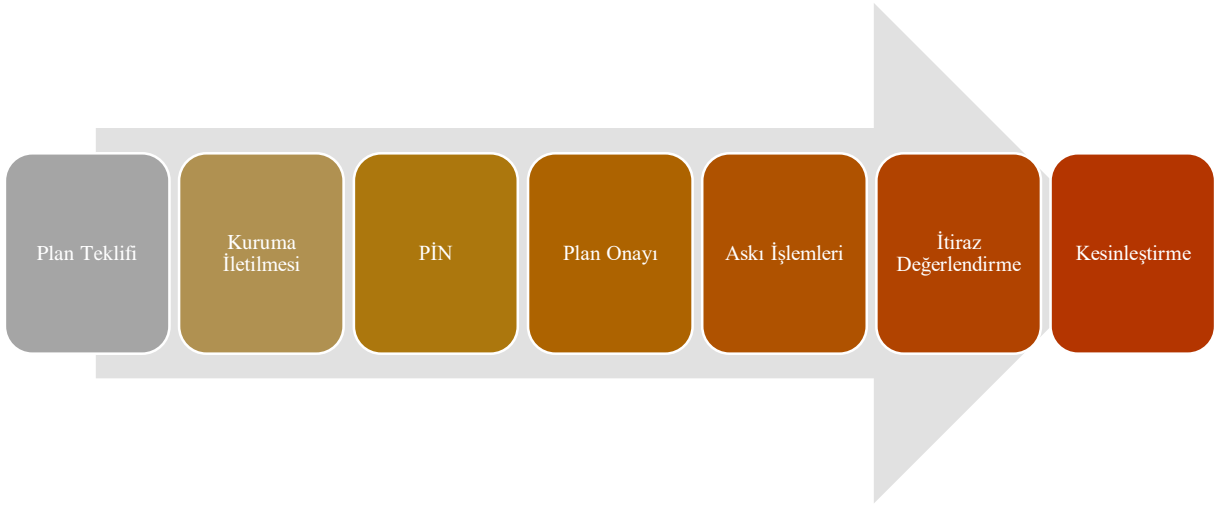 Plan Teklifi
Kuruma
İletilmesi
PİN
Plan Onayı
Askı İşlemleri
İtiraz
Değerlendirme
Kesinleştirme